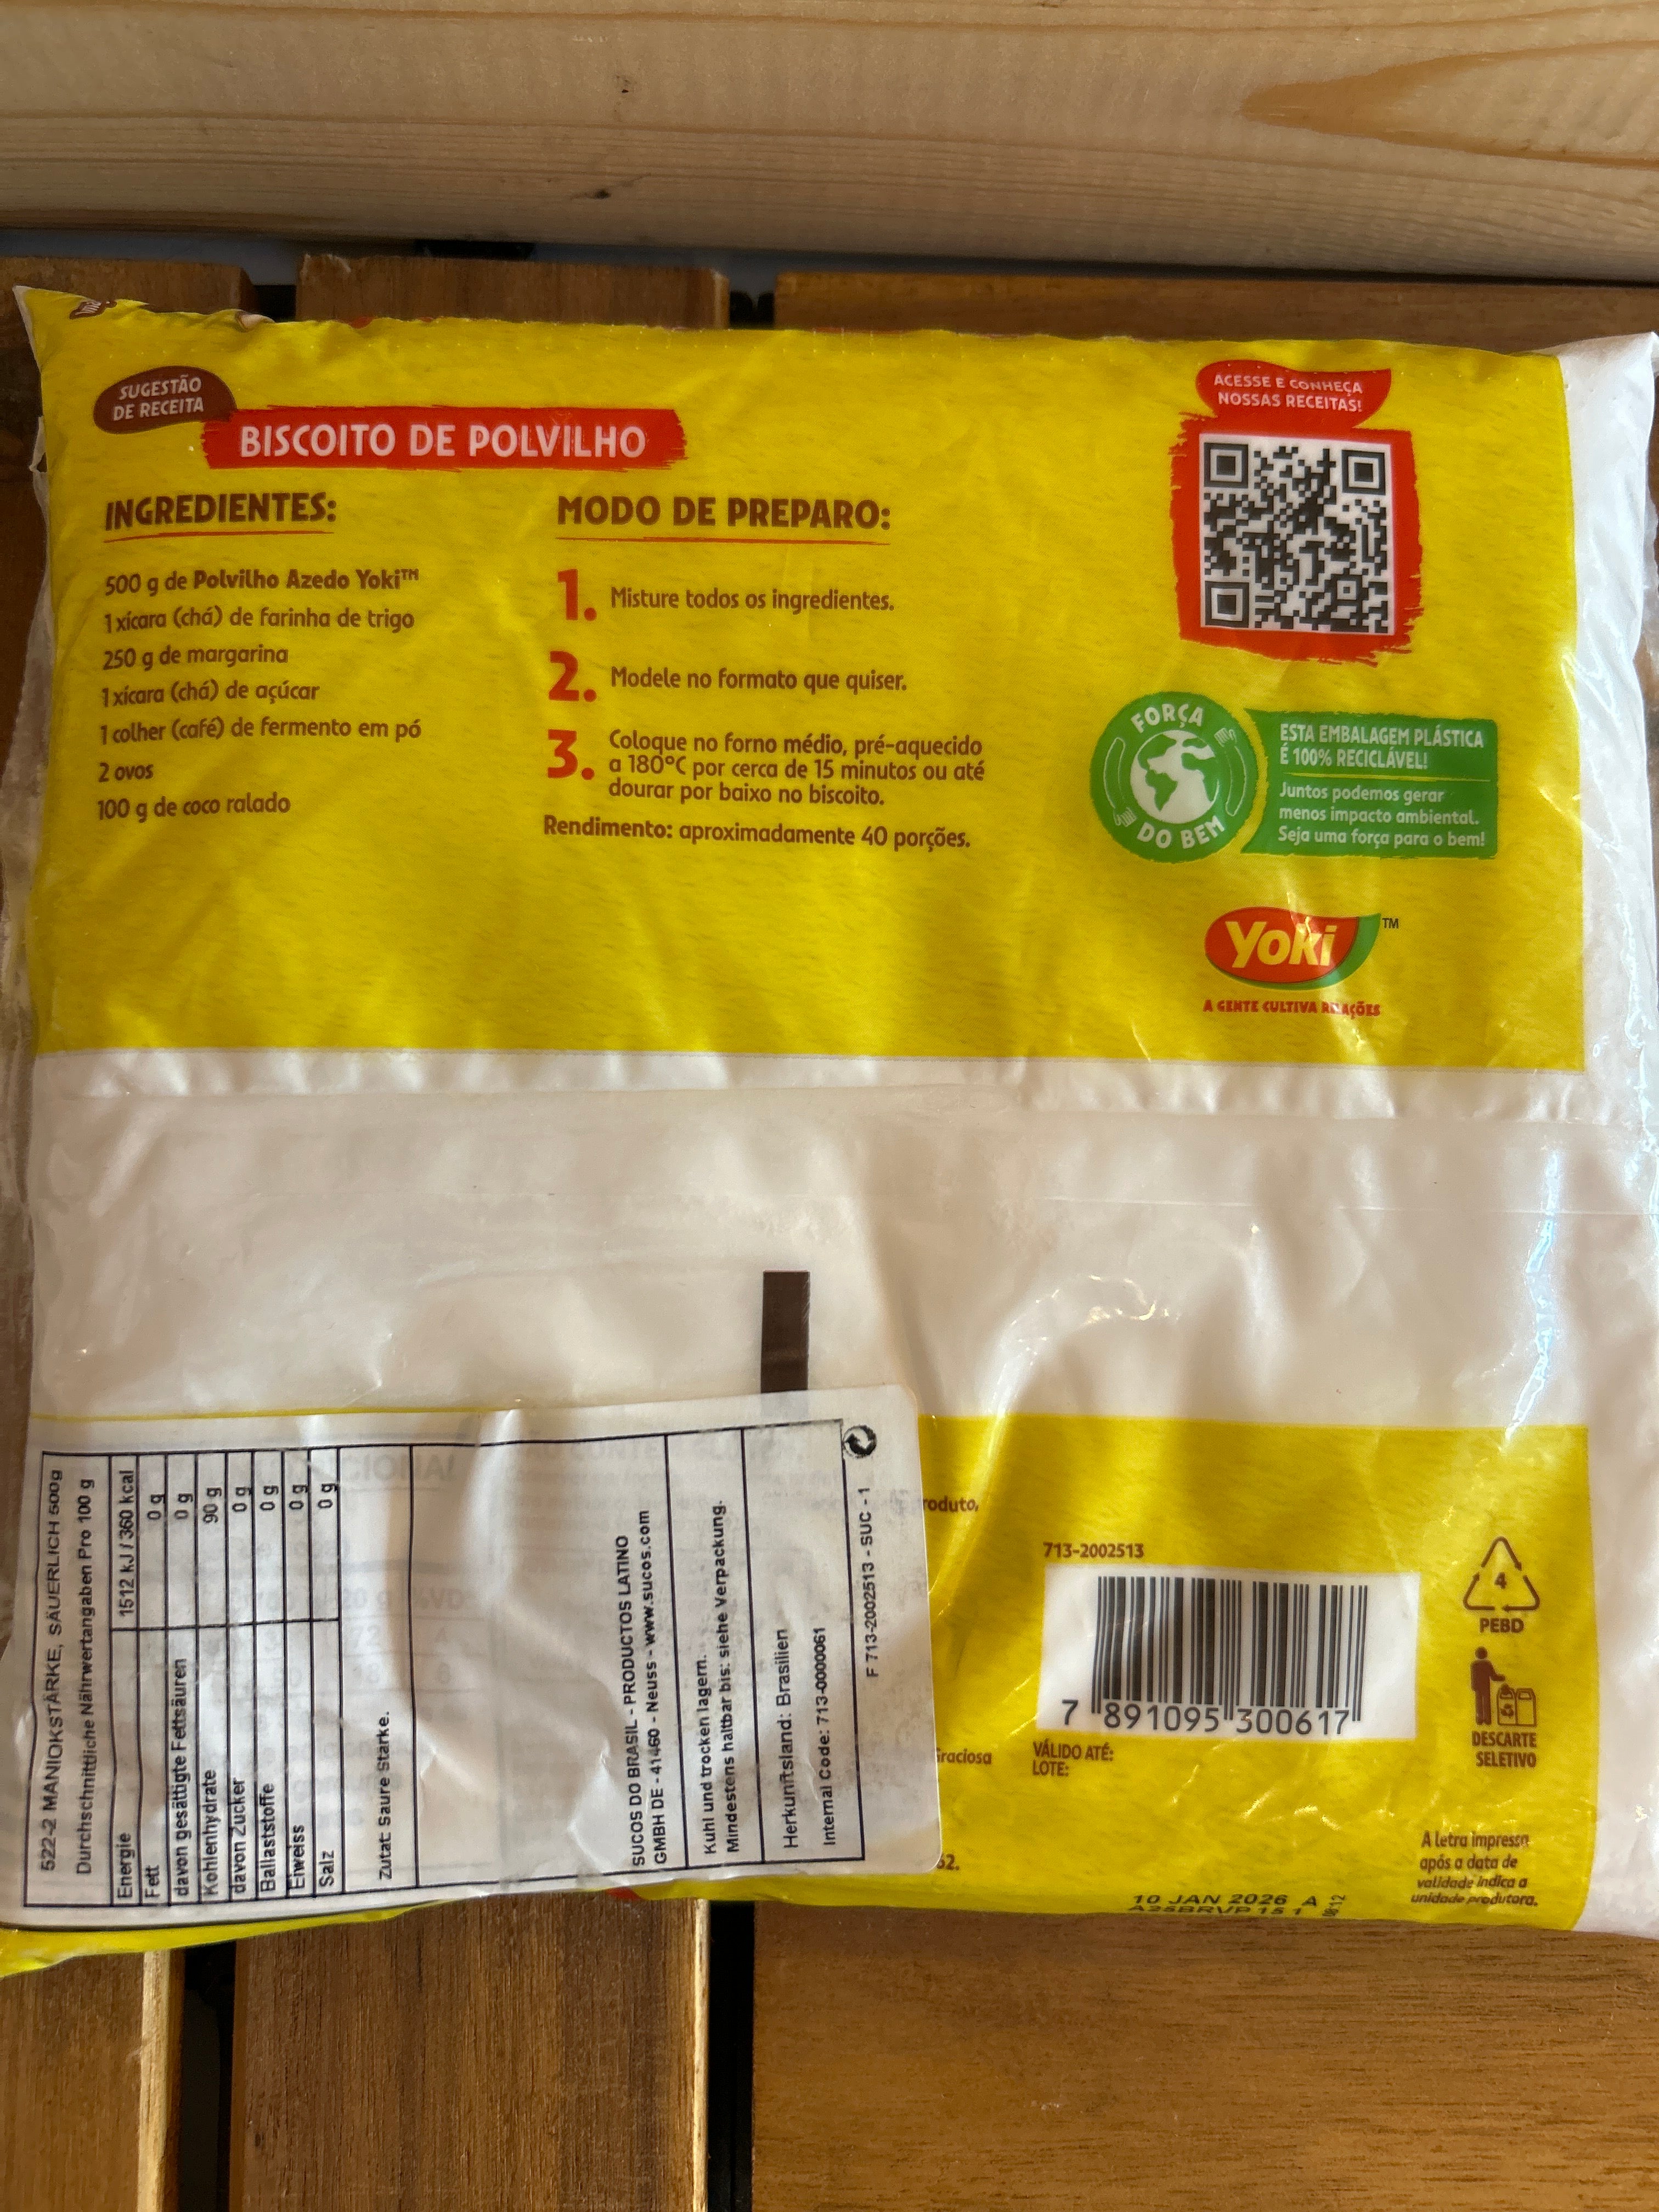 SUGESTÃO
DE RECEITA
BISCOITO DE POLVILHO
INGREDIENTES:
500 g de Polvilho Azedo Yoki™
1 xícara (chá) de farinha de trigo
250 g de margarina
1 xícara (chá) de açúcar
1 colher (café) de fermento em pó
2 ovos
100 g de coco ralado
MODO DE PREPARO:
1. Misture todos os ingredientes.
2. Modele no formato que quiser.
3. Coloque no forno médio, pré-aquecido
a 180°C por cerca de 15 minutos ou até
dourar por baixo no biscoito.
Rendimento: aproximadamente 40 porções.
ACESSE E CONHEÇA
NOSSAS RECEITAS!
FORÇA
DO BEM
ESTA EMBALAGEM PLÁSTICA
É 100% RECICLÁVEL!
Juntos podemos gerar
menos impacto ambiental.
Seja uma força para o bem!
Yoki™
A GENTE CULTIVA RELAÇÕES
522-2 MANIOKSTÄRKE, SÄUERLICH 500g
Durchschnittliche Nährwertangaben Pro 100 g
Energie 1512 kJ / 360 kcal
Fett 0 g
davon gesättigte Fettsäuren 0 g
Kohlenhydrate 90 g
davon Zucker 0 g
Ballaststoffe 0 g
Eiweiss 0 g
Salz 0 g
Zutat: Saure Stärke.
SUCOS DO BRASIL - PRODUCTOS LATINO
GMBH DE - 41460 - Neuss - www.sucos.com
Kühl und trocken lagern.
Mindestens haltbar bis: siehe Verpackung.
Herkunftsland: Brasilien
Internal Code: 713-0000061
F 713-2002513 - SUC - 1
roduto,
Graciosa
62.
713-2002513
7 891095 300617
VÁLIDO ATÉ:
LOTE:
10 JAN 2026 A
A25BRVP 15 1
4
PEBD
DESCARTE
SELETIVO
A letra impressa
após a data de
validade indica a
unidade produtora.